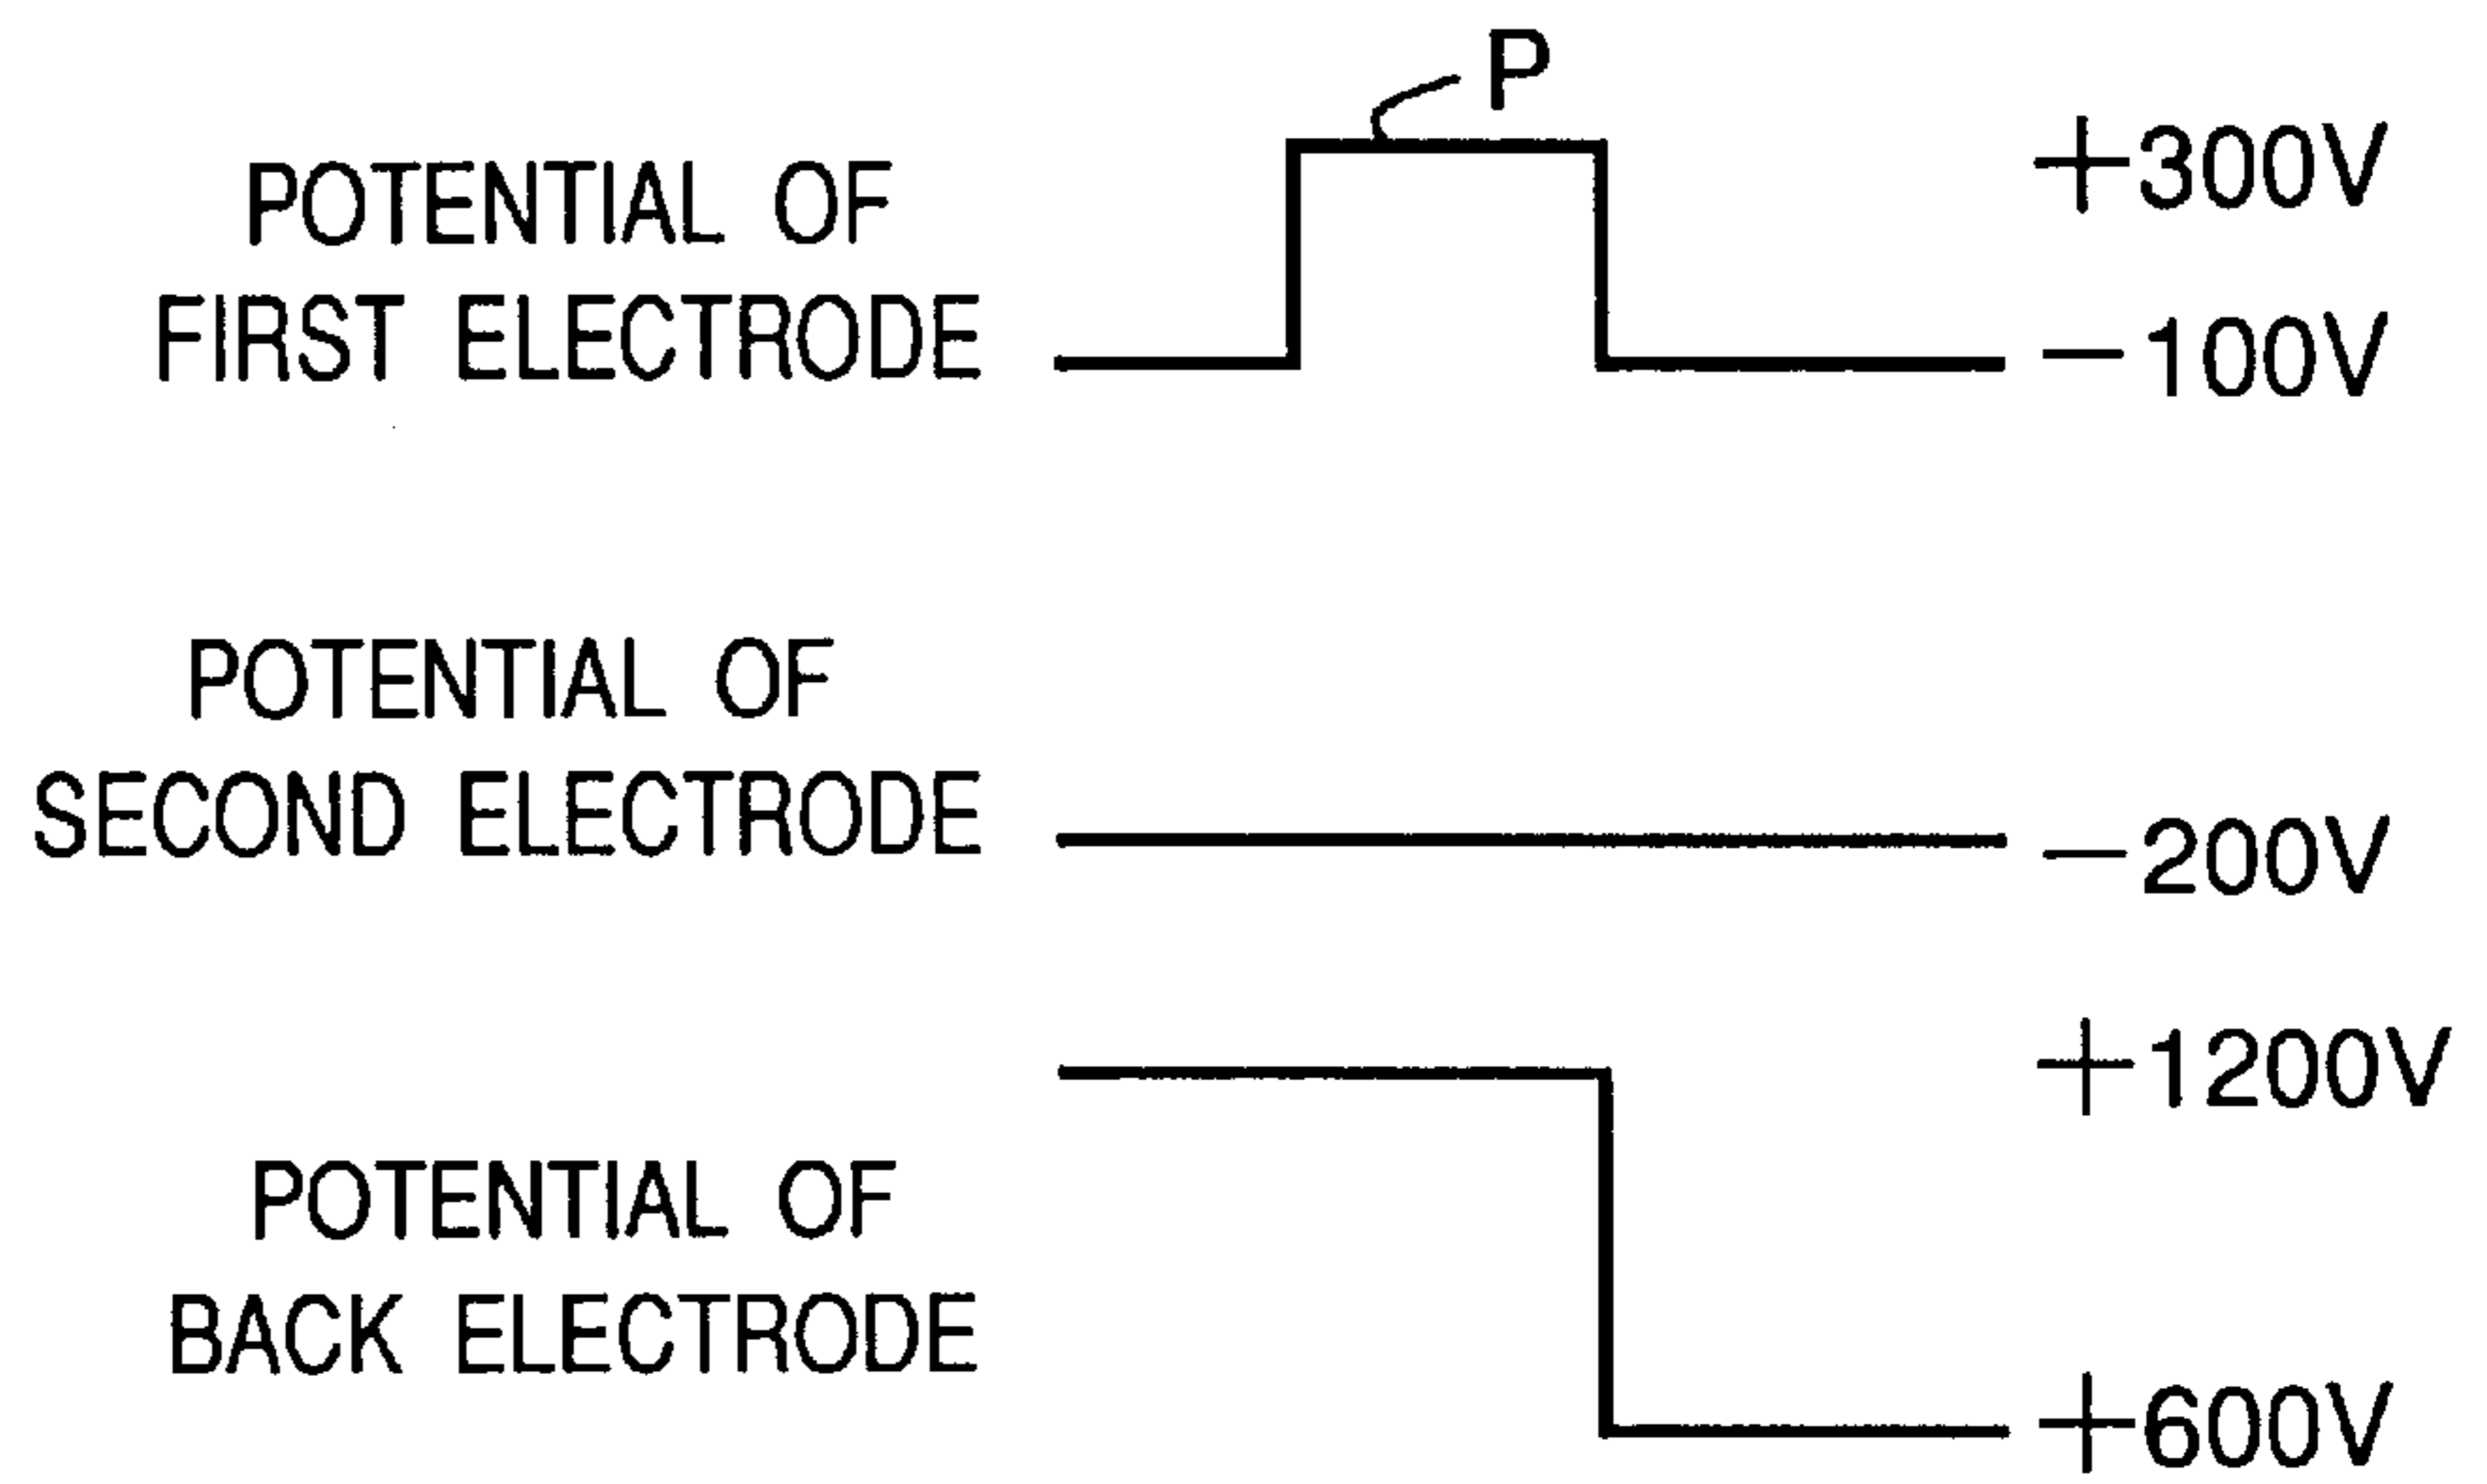 P
POTENTIAL OF
FIRST ELECTRODE
+300V
−100V
POTENTIAL OF
SECOND ELECTRODE
−200V
POTENTIAL OF
BACK ELECTRODE
+1200V
+600V